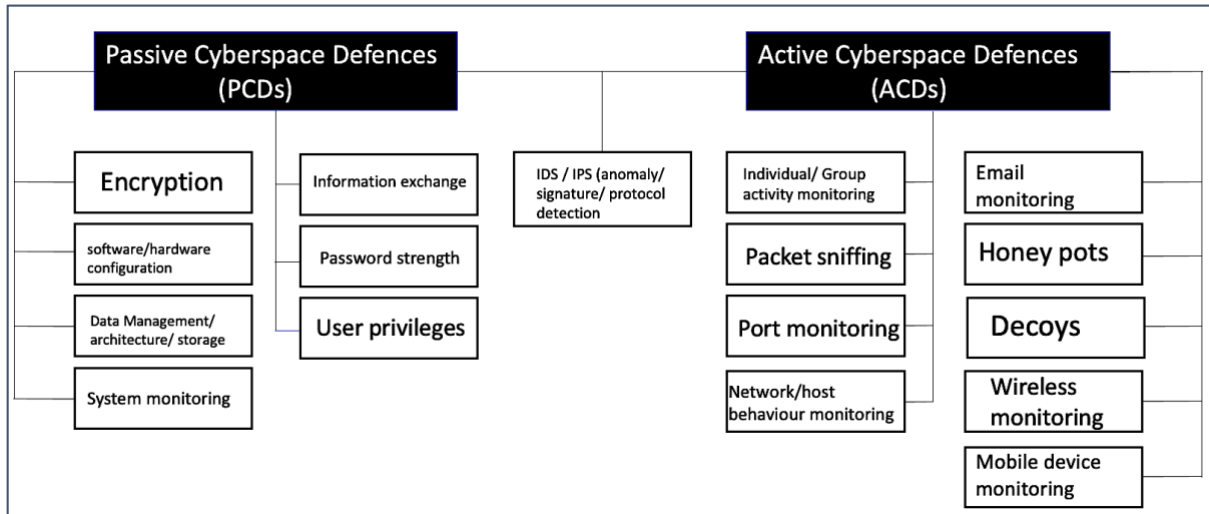 Passive Cyberspace Defences
(PCDs)
Active Cyberspace Defences
(ACDs)
Encryption
software/hardware
configuration
Data Management/
architecture/ storage
System monitoring
Information exchange
Password strength
User privileges
IDS / IPS (anomaly/
signature/ protocol
detection
Individual/ Group
activity monitoring
Packet sniffing
Port monitoring
Network/host
behaviour monitoring
Email
monitoring
Honey pots
Decoys
Wireless
monitoring
Mobile device
monitoring